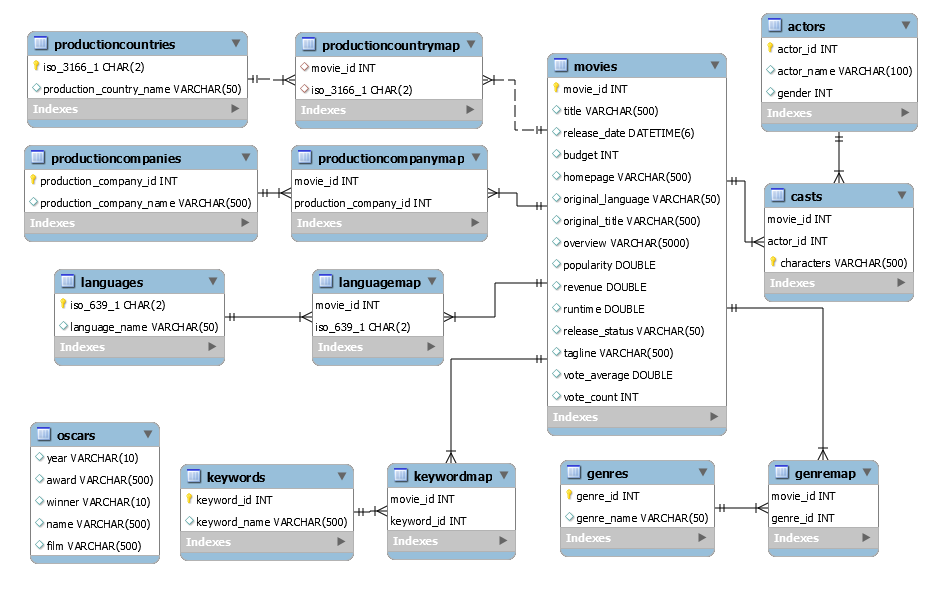 productioncountries
iso_3166_1 CHAR(2)
production_country_name VARCHAR(50)
Indexes
productioncountrymap
movie_id INT
iso_3166_1 CHAR(2)
Indexes
movies
movie_id INT
title VARCHAR(500)
release_date DATETIME(6)
budget INT
homepage VARCHAR(500)
original_language VARCHAR(50)
original_title VARCHAR(500)
overview VARCHAR(5000)
popularity DOUBLE
revenue DOUBLE
runtime DOUBLE
release_status VARCHAR(50)
tagline VARCHAR(500)
vote_average DOUBLE
vote_count INT
Indexes
actors
actor_id INT
actor_name VARCHAR(100)
gender INT
Indexes
productioncompanies
production_company_id INT
production_company_name VARCHAR(500)
Indexes
productioncompanymap
movie_id INT
production_company_id INT
Indexes
casts
movie_id INT
actor_id INT
characters VARCHAR(500)
Indexes
languages
iso_639_1 CHAR(2)
language_name VARCHAR(50)
Indexes
languagemap
movie_id INT
iso_639_1 CHAR(2)
Indexes
oscars
year VARCHAR(10)
award VARCHAR(500)
winner VARCHAR(10)
name VARCHAR(500)
film VARCHAR(500)
keywords
keyword_id INT
keyword_name VARCHAR(500)
Indexes
keywordmap
movie_id INT
keyword_id INT
Indexes
genres
genre_id INT
genre_name VARCHAR(50)
Indexes
genremap
movie_id INT
genre_id INT
Indexes